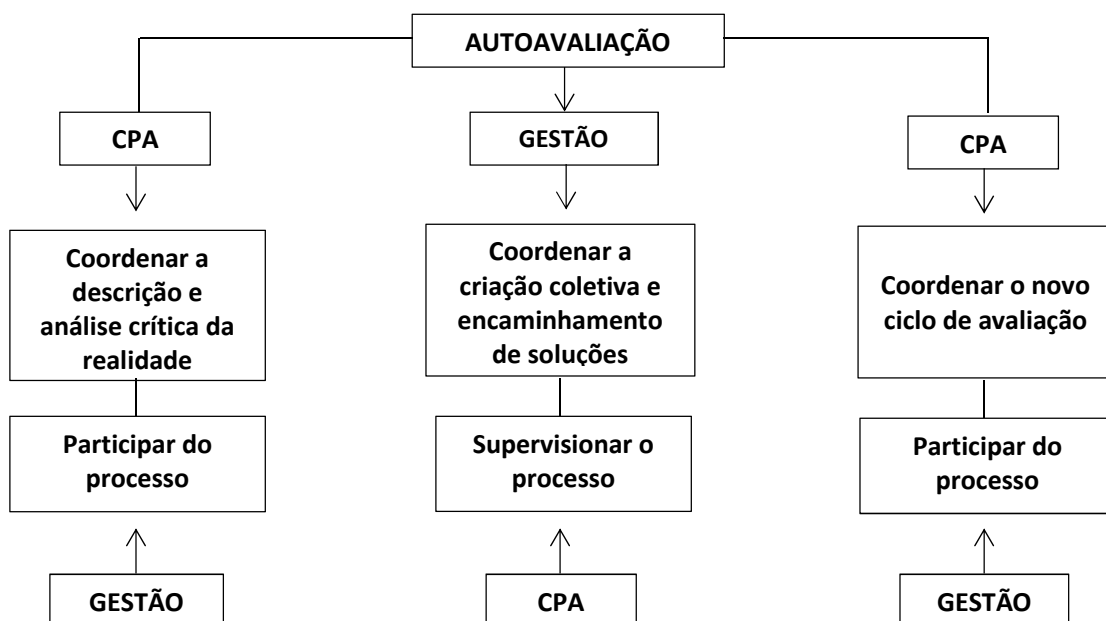 AUTOAVALIAÇÃO
CPA
GESTÃO
CPA
Coordenar a
descrição e
análise crítica da
realidade
Coordenar a
criação coletiva e
encaminhamento
de soluções
Coordenar o novo
ciclo de avaliação
Participar do
processo
Supervisionar o
processo
Participar do
processo
GESTÃO
CPA
GESTÃO